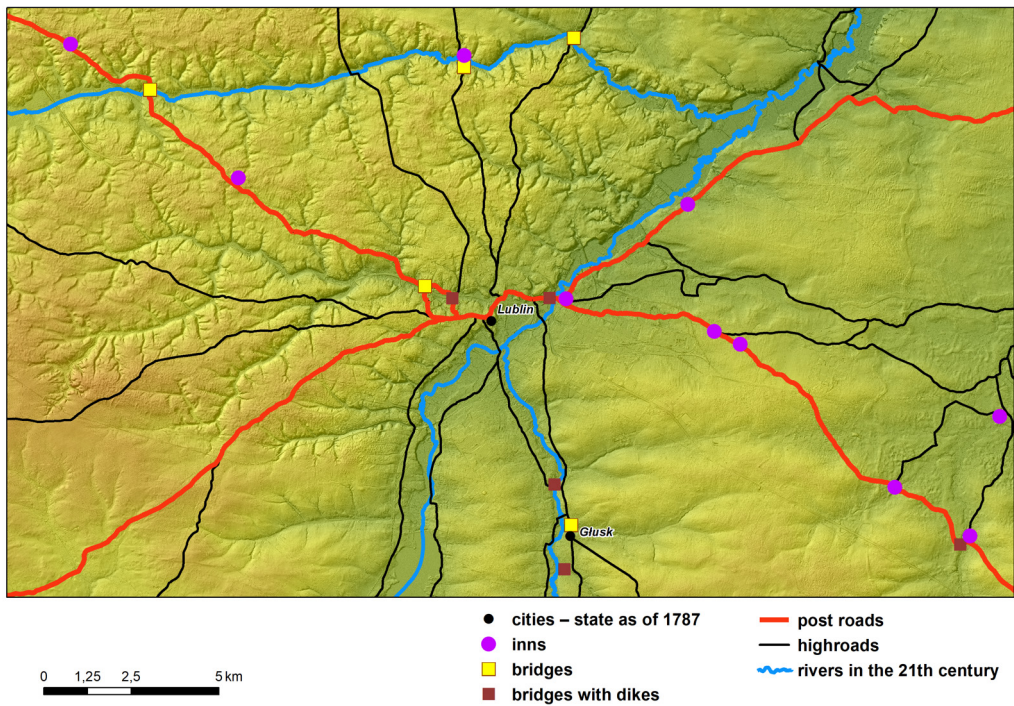 Lublin
Głusk
cities – state as of 1787
inns
bridges
bridges with dikes
post roads
highroads
rivers in the 21th century
0 1,25 2,5 5 km